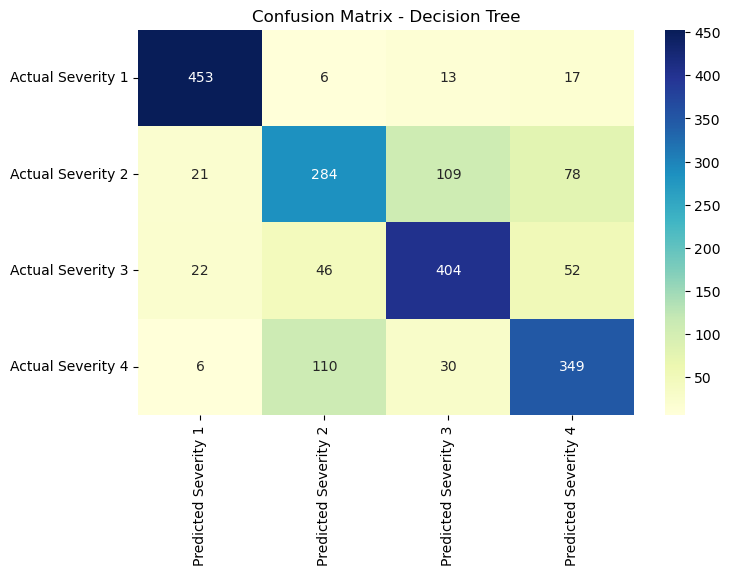 Confusion Matrix - Decision Tree
Actual Severity 1
453 6 13 17
Actual Severity 2
21 284 109 78
Actual Severity 3
22 46 404 52
Actual Severity 4
6 110 30 349
Predicted Severity 1
Predicted Severity 2
Predicted Severity 3
Predicted Severity 4
450
400
350
300
250
200
150
100
50